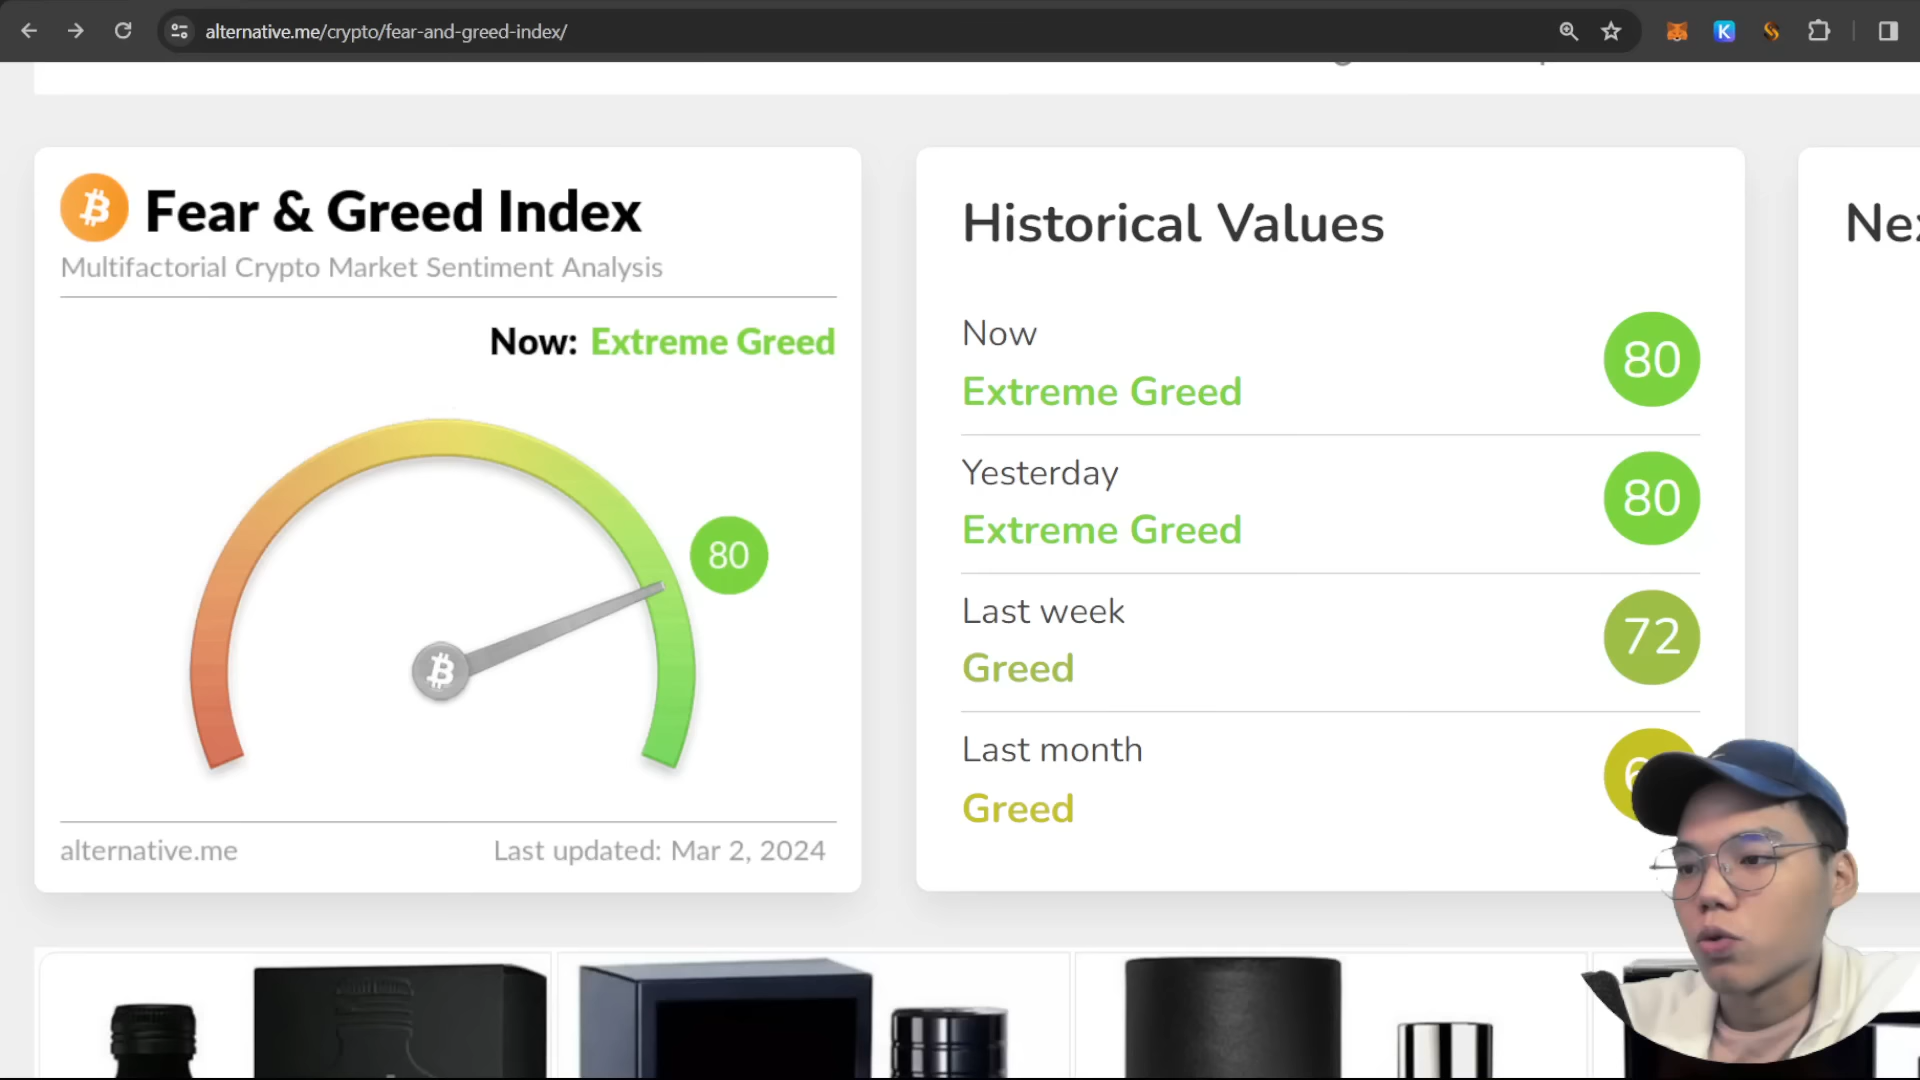 alternative.me/crypto/fear-and-greed-index/
Fear & Greed Index
Multifactorial Crypto Market Sentiment Analysis
Now: Extreme Greed
80
alternative.me
Last updated: Mar 2, 2024
Historical Values
Now
Extreme Greed
80
Yesterday
Extreme Greed
80
Last week
Greed
72
Last month
Greed